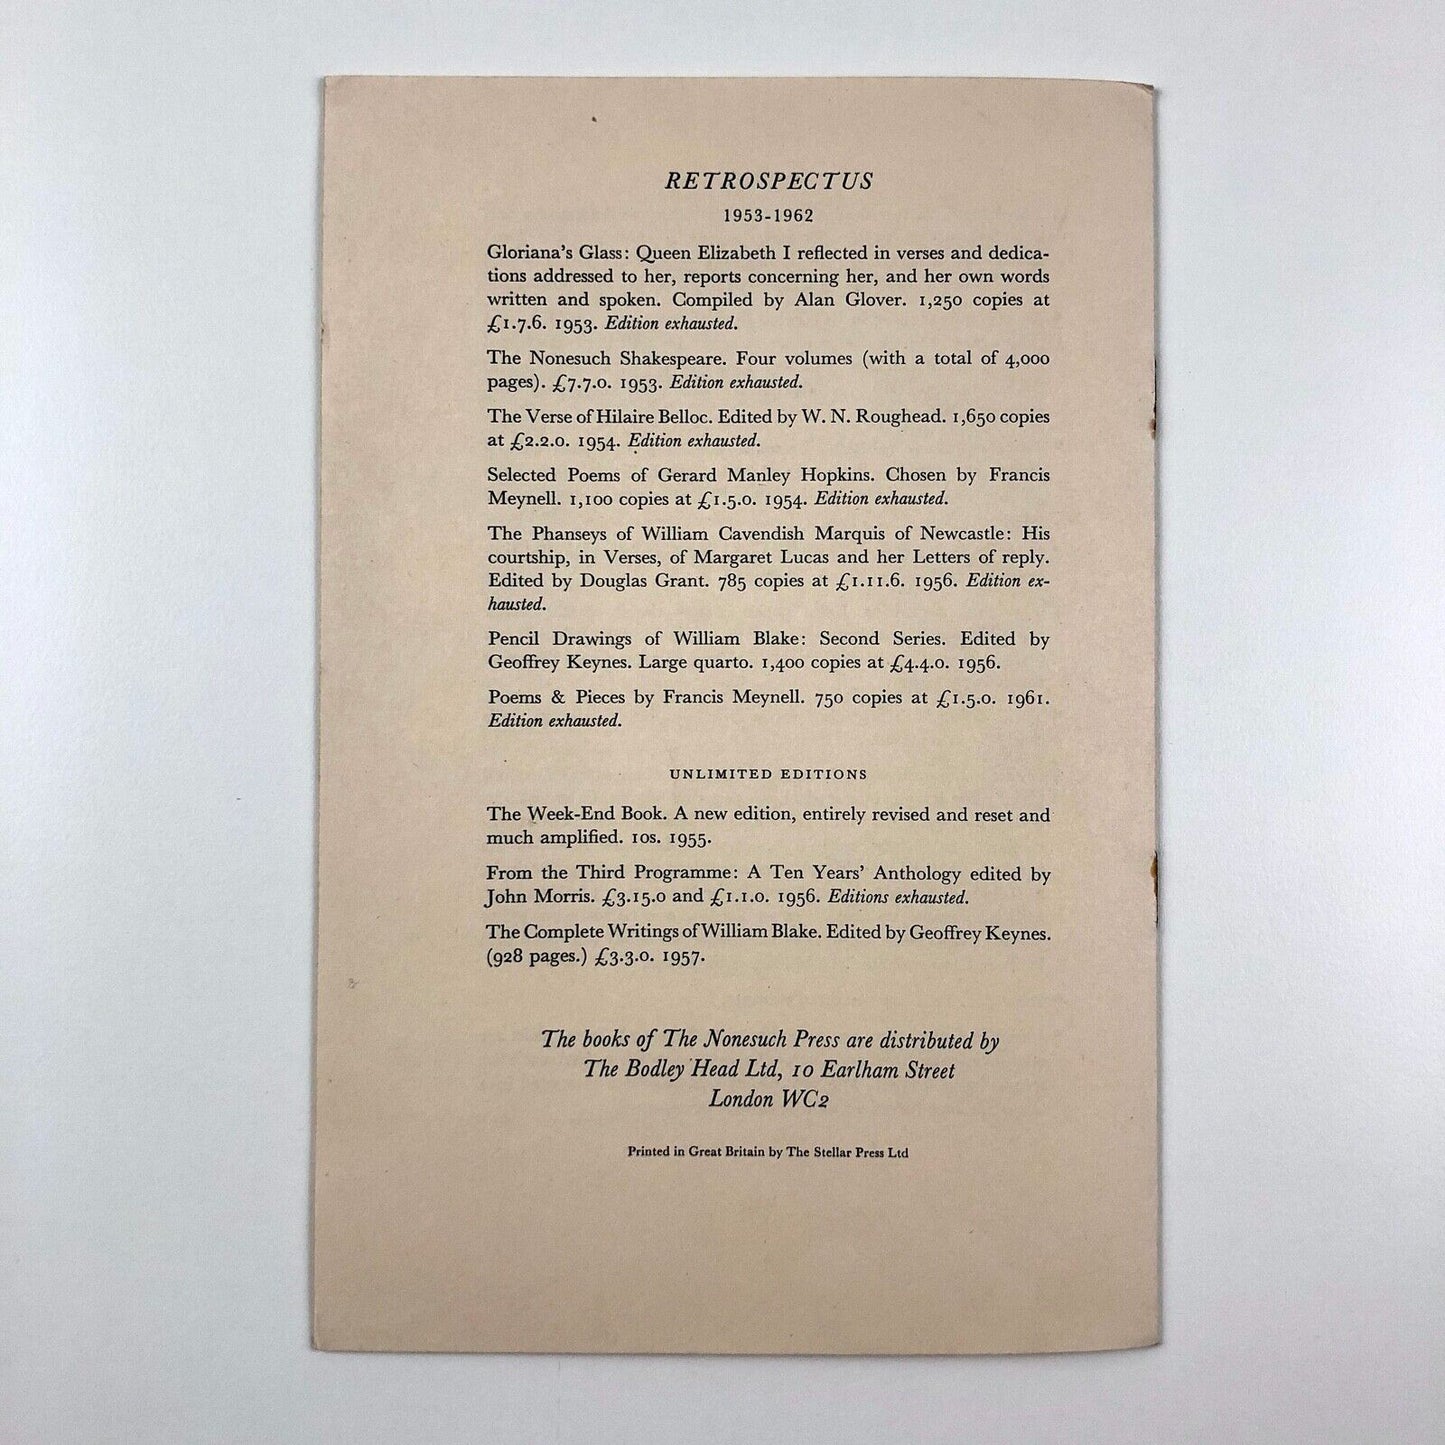 RETROSPECTUS
1953-1962
Gloriana's Glass: Queen Elizabeth I reflected in verses and dedica-
tions addressed to her, reports concerning her, and her own words
written and spoken. Compiled by Alan Glover. 1,250 copies at
£1.7.6. 1953. Edition exhausted.
The Nonesuch Shakespeare. Four volumes (with a total of 4,000
pages). £7.7.0. 1953. Edition exhausted.
The Verse of Hilaire Belloc. Edited by W. N. Roughead. 1,650 copies
at £2.2.0. 1954. Edition exhausted.
Selected Poems of Gerard Manley Hopkins. Chosen by Francis
Meynell. 1,100 copies at £1.5.0. 1954. Edition exhausted.
The Phanseys of William Cavendish Marquis of Newcastle: His
courtship, in Verses, of Margaret Lucas and her Letters of reply.
Edited by Douglas Grant. 785 copies at £1.11.6. 1956. Edition ex-
hausted.
Pencil Drawings of William Blake: Second Series. Edited by
Geoffrey Keynes. Large quarto. 1,400 copies at £4.4.0. 1956.
Poems & Pieces by Francis Meynell. 750 copies at £1.5.0. 1961.
Edition exhausted.
UNLIMITED EDITIONS
The Week-End Book. A new edition, entirely revised and reset and
much amplified. 10s. 1955.
From the Third Programme: A Ten Years' Anthology edited by
John Morris. £3.15.0 and £1.1.0. 1956. Editions exhausted.
The Complete Writings of William Blake. Edited by Geoffrey Keynes.
(928 pages.) £3.3.0. 1957.
The books of The Nonesuch Press are distributed by
The Bodley Head Ltd, 10 Earlham Street
London WC2
Printed in Great Britain by The Stellar Press Ltd